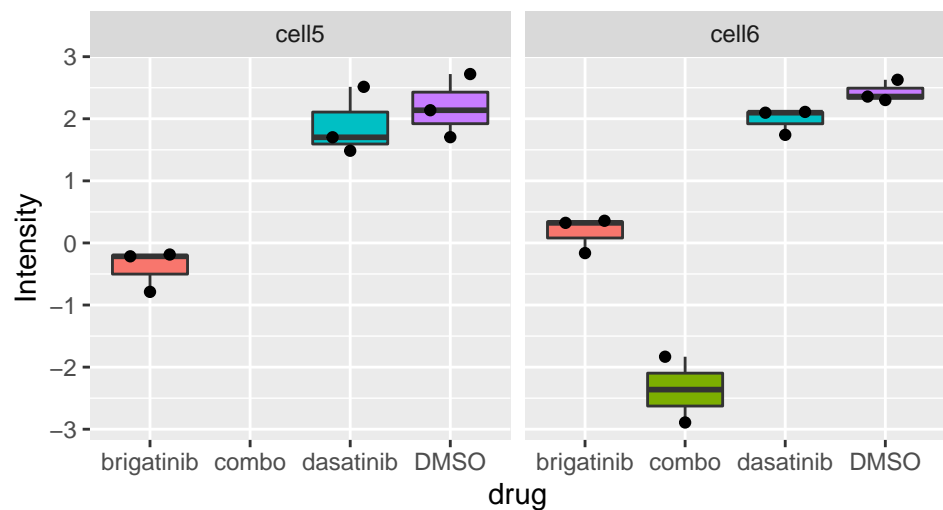 cell5 cell6
3
2
1
0
−1
−2
−3
Intensity
brigatinib combo dasatinib DMSO brigatinib combo dasatinib DMSO
drug